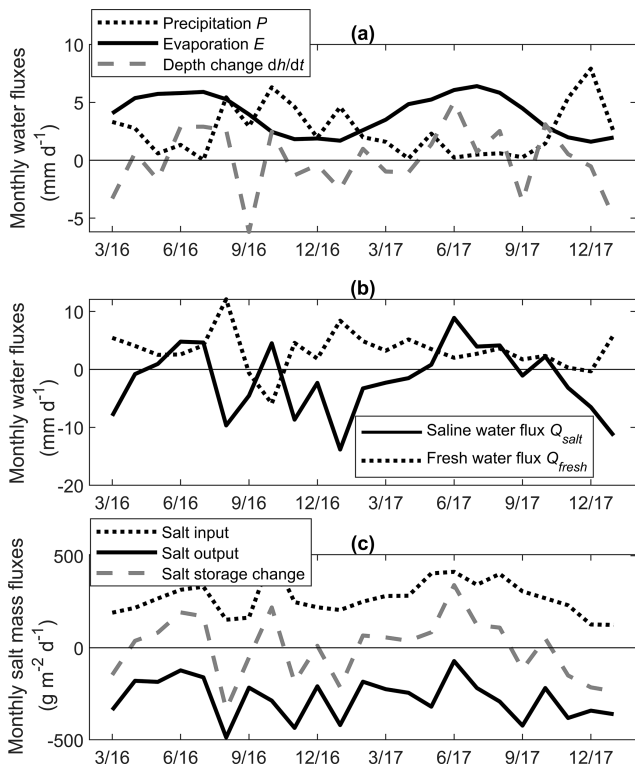 Precipitation P
Evaporation E
Depth change dh/dt
(a)
Monthly water fluxes
(mm d⁻¹)
10
5
0
-5
3/16 6/16 9/16 12/16 3/17 6/17 9/17 12/17
(b)
Monthly water fluxes
(mm d⁻¹)
10
0
-10
-20
Saline water flux Q_salt
Fresh water flux Q_fresh
3/16 6/16 9/16 12/16 3/17 6/17 9/17 12/17
Salt input
Salt output
Salt storage change
(c)
Monthly salt mass fluxes
(g m⁻² d⁻¹)
500
0
-500
3/16 6/16 9/16 12/16 3/17 6/17 9/17 12/17